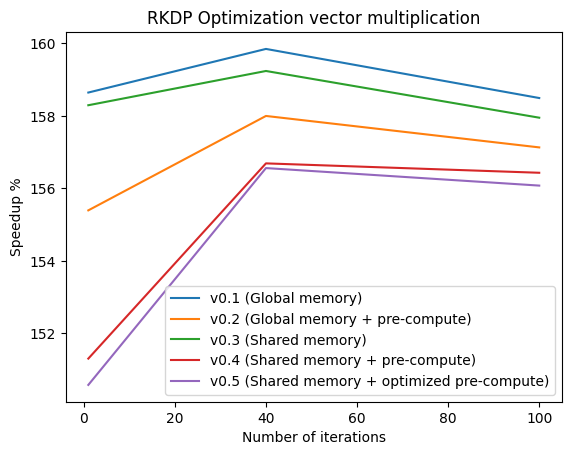 RKDP Optimization vector multiplication
Speedup %
160
158
156
154
152
v0.1 (Global memory)
v0.2 (Global memory + pre-compute)
v0.3 (Shared memory)
v0.4 (Shared memory + pre-compute)
v0.5 (Shared memory + optimized pre-compute)
0 20 40 60 80 100
Number of iterations